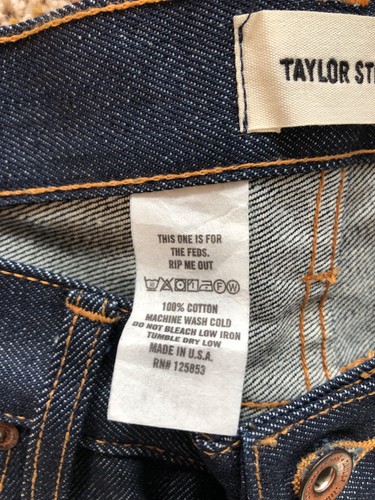 TAYLOR ST
THIS ONE IS FOR
THE FEDS.
RIP ME OUT
100% COTTON
MACHINE WASH COLD
DO NOT BLEACH LOW IRON
TUMBLE DRY LOW
MADE IN U.S.A.
RN# 125853